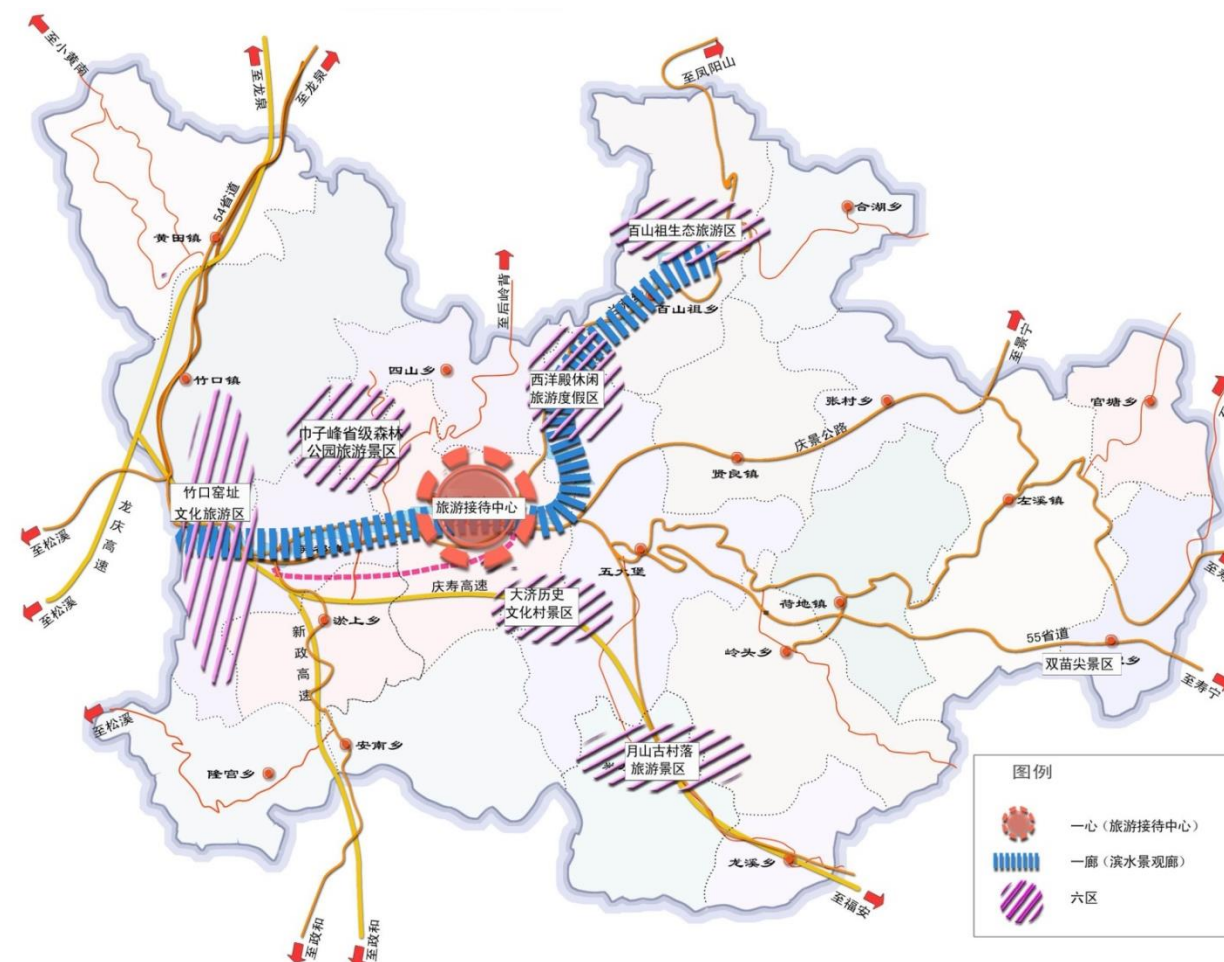 至小黄南
至龙泉
至龙泉
至凤阳山
54省道
黄田镇
合湖乡
百山祖生态旅游区
百山祖乡
至后岭背
至景宁
四山乡
竹口镇
西洋殿休闲
旅游度假区
张村乡
官塘乡
巾子峰省级森林
公园旅游景区
庆景公路
贤良镇
竹口窑址
文化旅游区
旅游接待中心
左溪镇
至松溪
龙庆高速
至松溪
五大堡
庆寿高速
大济历史
文化村景区
荷地镇
淤上乡
新政高速
岭头乡
55省道
双苗尖景区
乡
至寿宁
至松溪
安南乡
隆宫乡
月山古村落
旅游景区
龙溪乡
至福安
至政和
至政和
图例
一心（旅游接待中心）
一廊（滨水景观廊）
六区